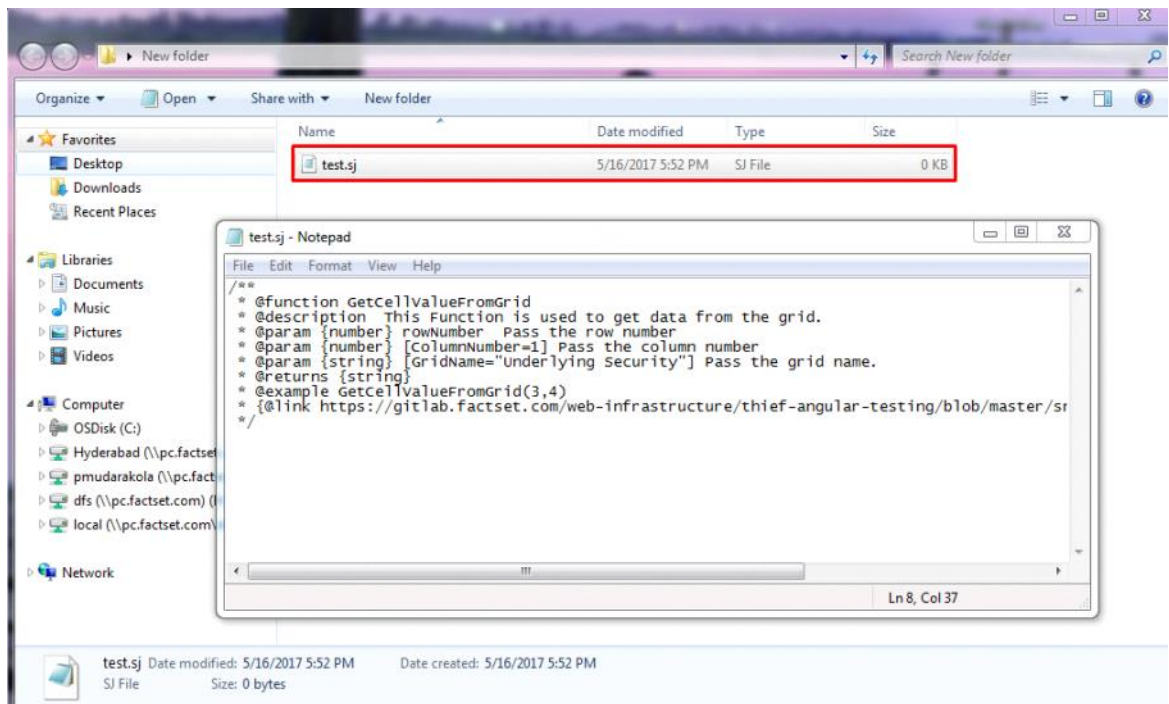 New folder
Search New folder
Organize Open Share with New folder
Name Date modified Type Size
test.sj 5/16/2017 5:52 PM SJ File 0 KB
Favorites
Desktop
Downloads
Recent Places
Libraries
Documents
Music
Pictures
Videos
Computer
OSDisk (C:)
Hyderabad (\\pc.factset
pmudarakola (\\pc.fact
dfs (\\pc.factset.com) (
local (\\pc.factset.com\
Network
test.sj - Notepad
File Edit Format View Help
/**
* @function GetCellValueFromGrid
* @description This Function is used to get data from the grid.
* @param {number} rowNumber Pass the row number
* @param {number} [ColumnNumber=1] Pass the column number
* @param {string} [GridName="Underlying Security"] Pass the grid name.
* @returns {string}
* @example GetCellValueFromGrid(3,4)
* {@link https://gitlab.factset.com/web-infrastructure/thief-angular-testing/blob/master/sr
*/
Ln 8, Col 37
test.sj Date modified: 5/16/2017 5:52 PM Date created: 5/16/2017 5:52 PM
SJ File Size: 0 bytes